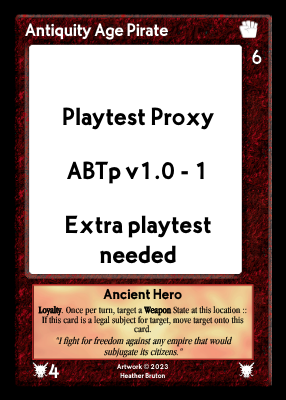 Antiquity Age Pirate
6
Playtest Proxy
ABTp v1.0 - 1
Extra playtest
needed
Ancient Hero
Loyalty. Once per turn, target a Weapon State at this location ::
If this card is a legal subject for target, move target onto this
card.
"I fight for freedom against any empire that would
subjugate its citizens."
4
Artwork © 2023
Heather Bruton